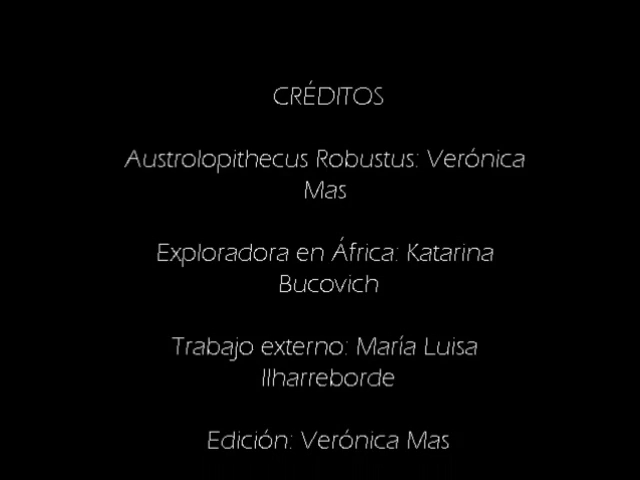 CRÉDITOS
Austrolopithecus Robustus: Verónica
Mas
Exploradora en África: Katarina
Bucovich
Trabajo externo: María Luisa
Ilharreborde
Edición: Verónica Mas